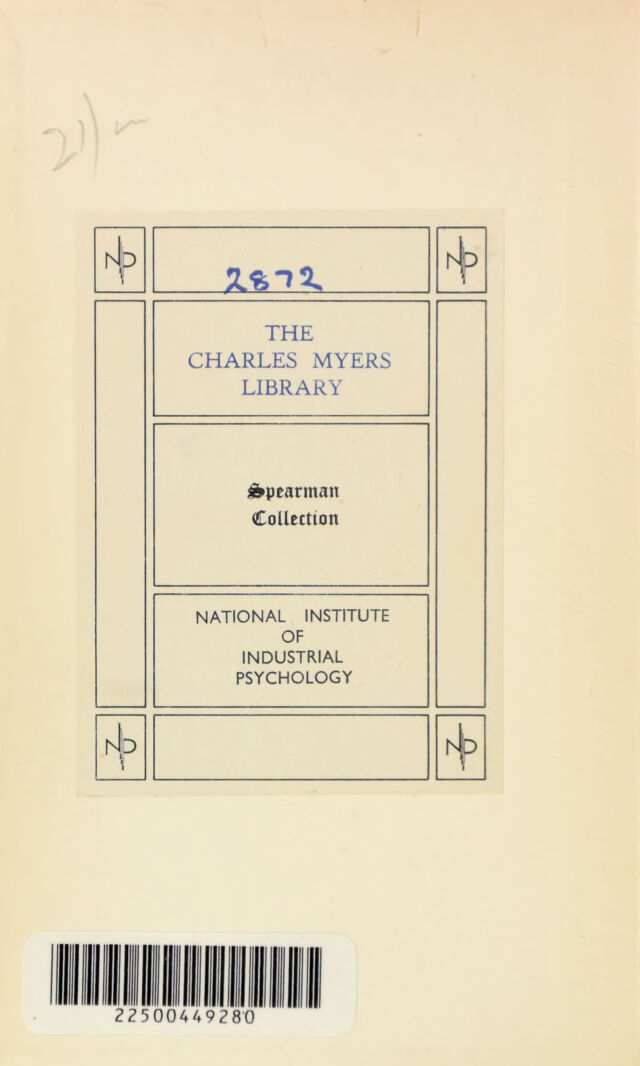 2872
THE
CHARLES MYERS
LIBRARY
Spearman
Collection
NATIONAL INSTITUTE
OF
INDUSTRIAL
PSYCHOLOGY
22500449280